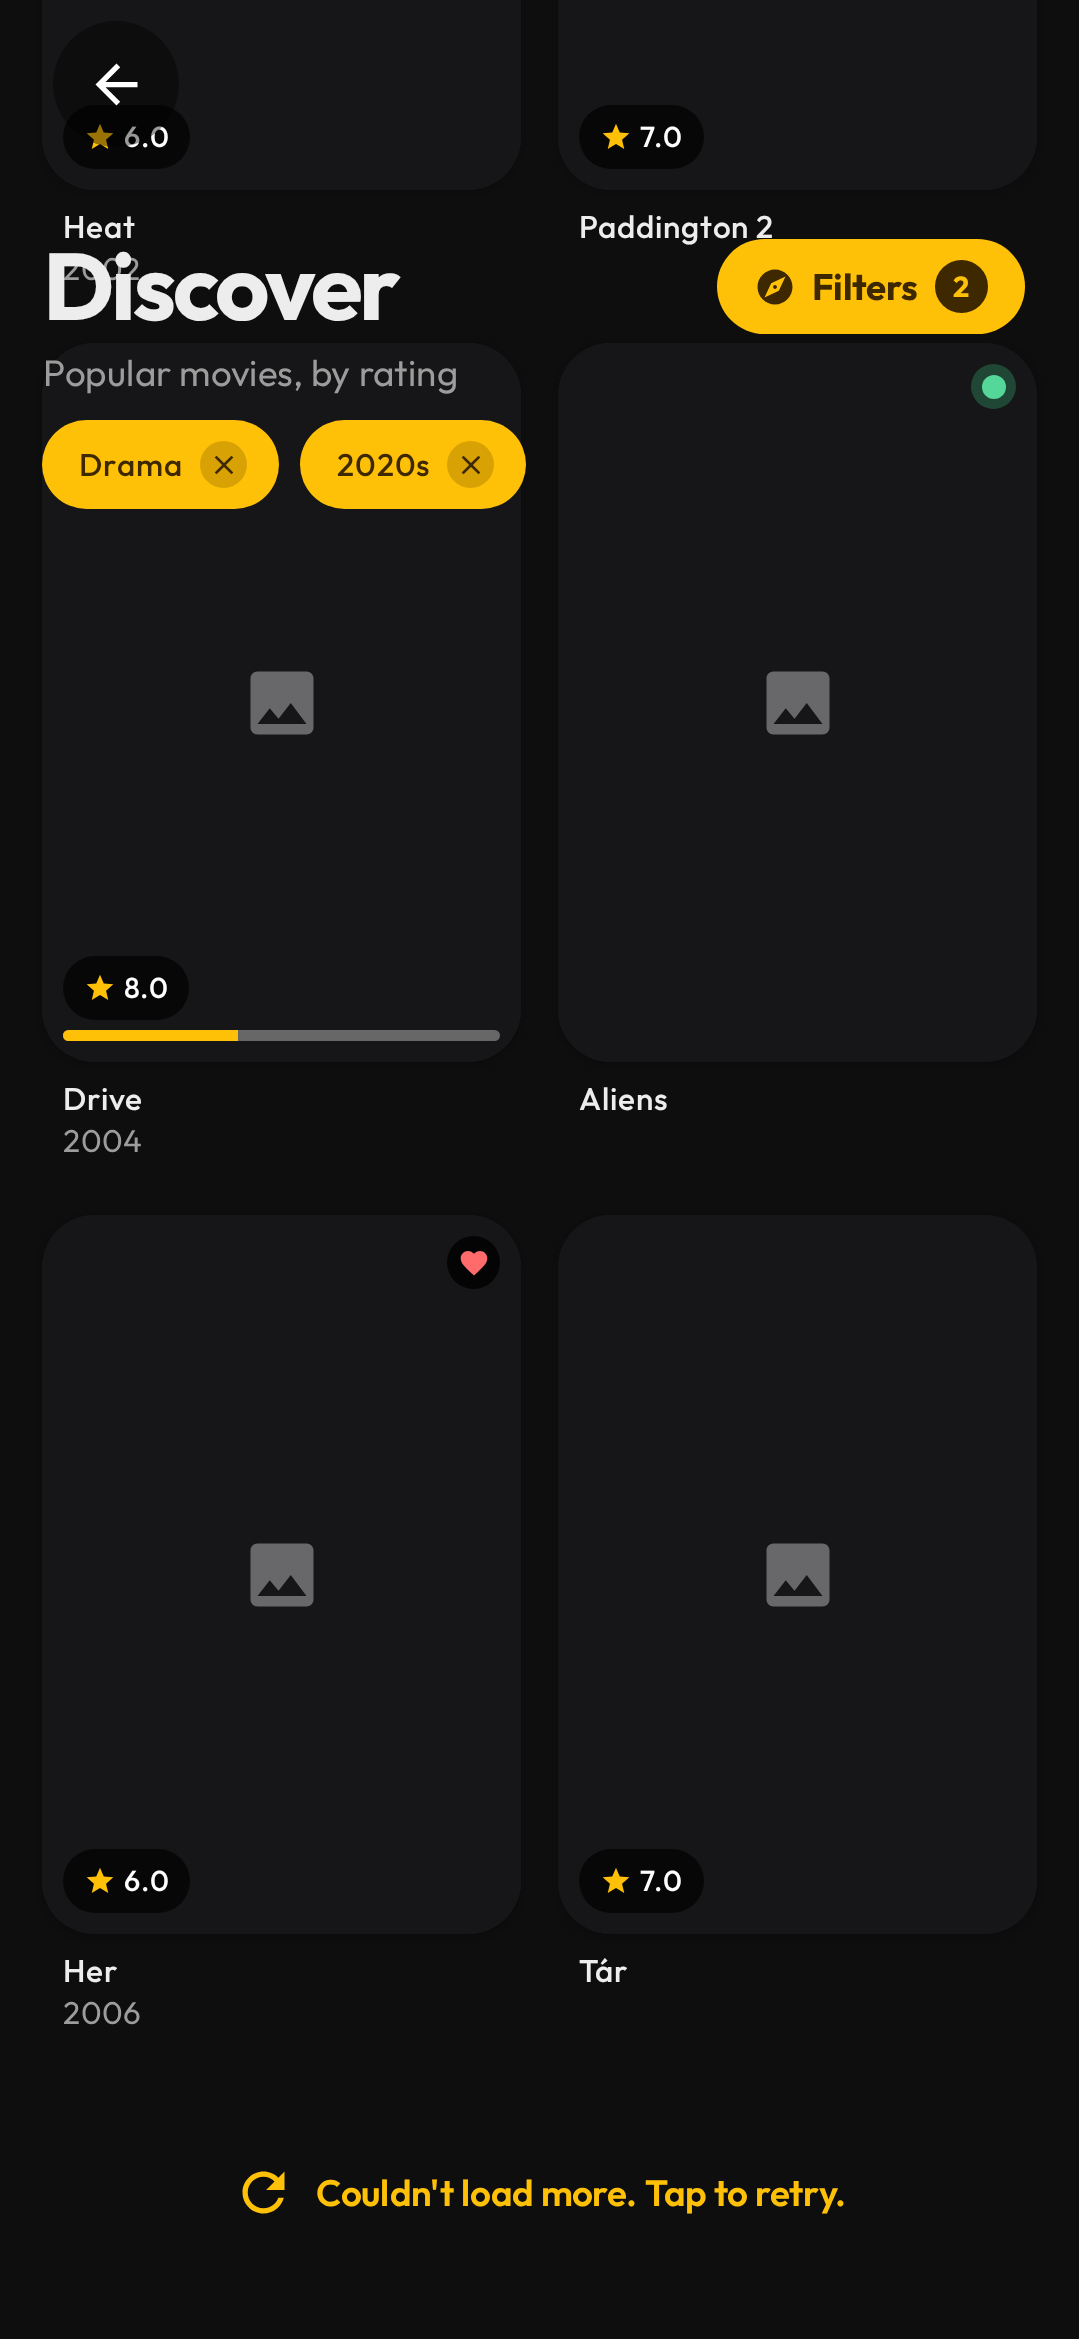 6.0
7.0
Heat
Paddington 2
2002
Discover
Filters 2
Popular movies, by rating
Drama
2020s
8.0
Drive
2004
Aliens
6.0
7.0
Her
2006
Tár
Couldn't load more. Tap to retry.